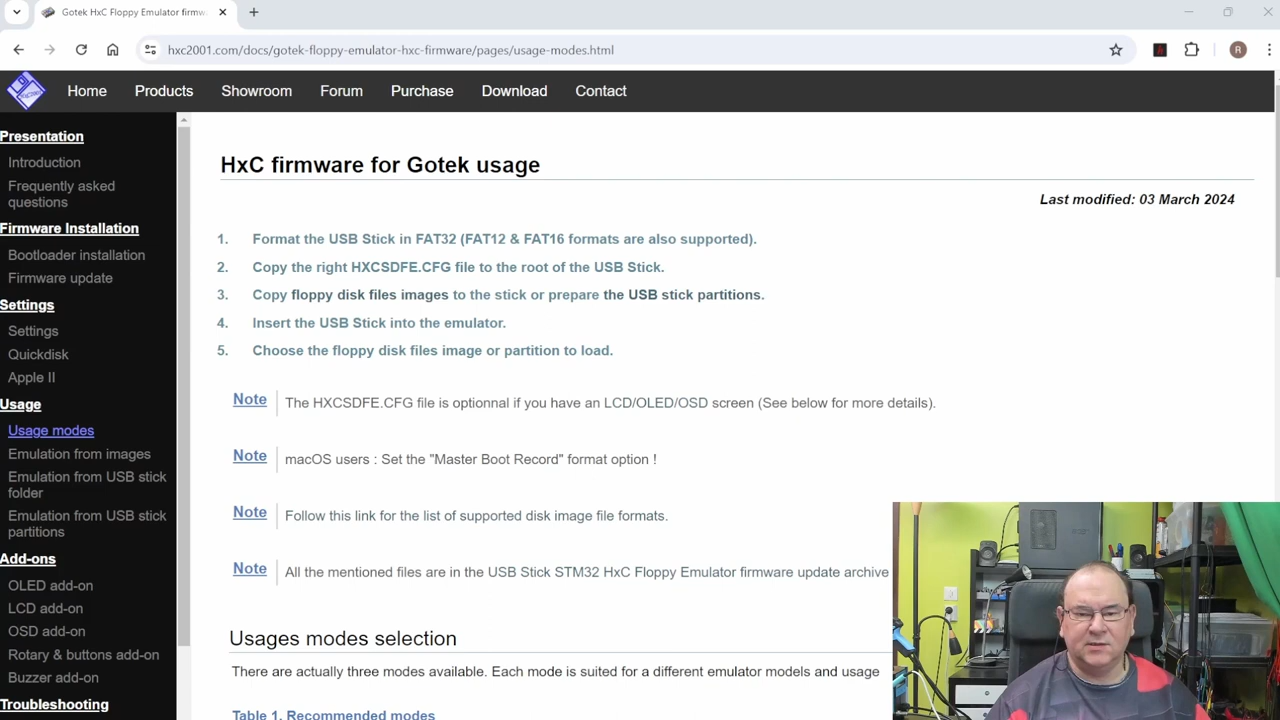 Gotek HxC Floppy Emulator firmw
hxc2001.com/docs/gotek-floppy-emulator-hxc-firmware/pages/usage-modes.html
R
Home Products Showroom Forum Purchase Download Contact
Presentation
Introduction
Frequently asked
questions
Firmware Installation
Bootloader installation
Firmware update
Settings
Settings
Quickdisk
Apple II
Usage
Usage modes
Emulation from images
Emulation from USB stick
folder
Emulation from USB stick
partitions
Add-ons
OLED add-on
LCD add-on
OSD add-on
Rotary & buttons add-on
Buzzer add-on
Troubleshooting
HxC firmware for Gotek usage
Last modified: 03 March 2024
1. Format the USB Stick in FAT32 (FAT12 & FAT16 formats are also supported).
2. Copy the right HXCSDFE.CFG file to the root of the USB Stick.
3. Copy floppy disk files images to the stick or prepare the USB stick partitions.
4. Insert the USB Stick into the emulator.
5. Choose the floppy disk files image or partition to load.
Note The HXCSDFE.CFG file is optionnal if you have an LCD/OLED/OSD screen (See below for more details).
Note macOS users : Set the "Master Boot Record" format option !
Note Follow this link for the list of supported disk image file formats.
Note All the mentioned files are in the USB Stick STM32 HxC Floppy Emulator firmware update archive
Usages modes selection
There are actually three modes available. Each mode is suited for a different emulator models and usage
Table 1. Recommended modes